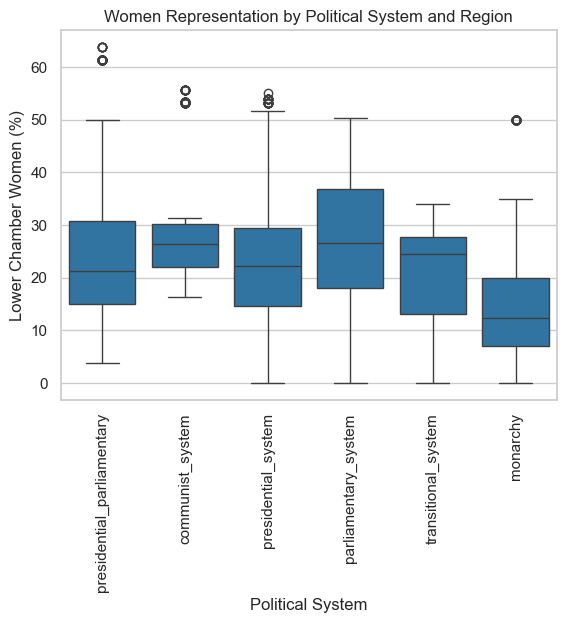 Women Representation by Political System and Region
Lower Chamber Women (%)
60
50
40
30
20
10
0
presidential_parliamentary
communist_system
presidential_system
parliamentary_system
transitional_system
monarchy
Political System